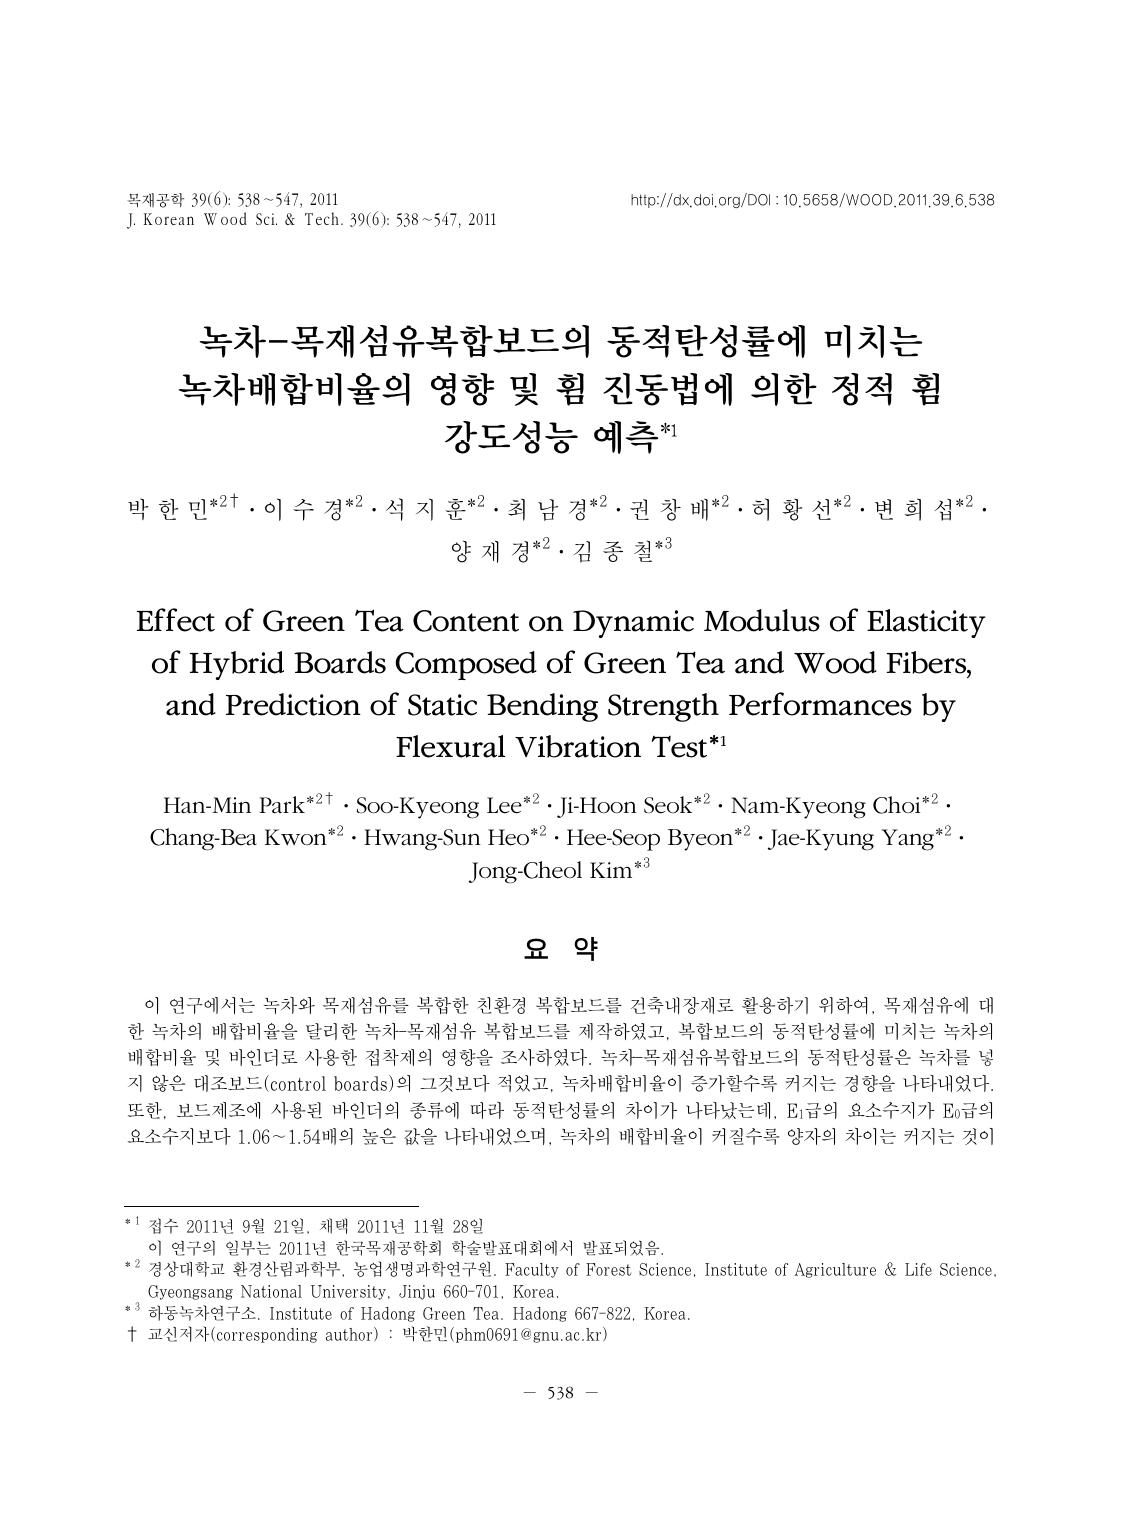 목재공학 39(6): 538~547, 2011
J. Korean Wood Sci. & Tech. 39(6): 538~547, 2011
http://dx.doi.org/DOI : 10.5658/WOOD.2011.39.6.538
녹차-목재섬유복합보드의 동적탄성률에 미치는
녹차배합비율의 영향 및 휨 진동법에 의한 정적 휨
강도성능 예측*1
박 한 민*2† · 이 수 경*2 · 석 지 훈*2 · 최 남 경*2 · 권 창 배*2 · 허 황 선*2 · 변 희 섭*2 ·
양 재 경*2 · 김 종 철*3
Effect of Green Tea Content on Dynamic Modulus of Elasticity
of Hybrid Boards Composed of Green Tea and Wood Fibers,
and Prediction of Static Bending Strength Performances by
Flexural Vibration Test*1
Han-Min Park*2† · Soo-Kyeong Lee*2 · Ji-Hoon Seok*2 · Nam-Kyeong Choi*2 ·
Chang-Bea Kwon*2 · Hwang-Sun Heo*2 · Hee-Seop Byeon*2 · Jae-Kyung Yang*2 ·
Jong-Cheol Kim*3
요 약
이 연구에서는 녹차와 목재섬유를 복합한 친환경 복합보드를 건축내장재로 활용하기 위하여, 목재섬유에 대
한 녹차의 배합비율을 달리한 녹차-목재섬유 복합보드를 제작하였고, 복합보드의 동적탄성률에 미치는 녹차의
배합비율 및 바인더로 사용한 접착제의 영향을 조사하였다. 녹차-목재섬유복합보드의 동적탄성률은 녹차를 넣
지 않은 대조보드(control boards)의 그것보다 적었고, 녹차배합비율이 증가할수록 커지는 경향을 나타내었다.
또한, 보드제조에 사용된 바인더의 종류에 따라 동적탄성률의 차이가 나타났는데, E1급의 요소수지가 E0급의
요소수지보다 1.06~1.54배의 높은 값을 나타내었으며, 녹차의 배합비율이 커질수록 양자의 차이는 커지는 것이
*1 접수 2011년 9월 21일, 채택 2011년 11월 28일
이 연구의 일부는 2011년 한국목재공학회 학술발표대회에서 발표되었음.
*2 경상대학교 환경산림과학부, 농업생명과학연구원. Faculty of Forest Science, Institute of Agriculture & Life Science,
Gyeongsang National University, Jinju 660-701, Korea.
*3 하동녹차연구소. Institute of Hadong Green Tea. Hadong 667-822, Korea.
† 교신저자(corresponding author) : 박한민(phm0691@gnu.ac.kr)
- 538 -